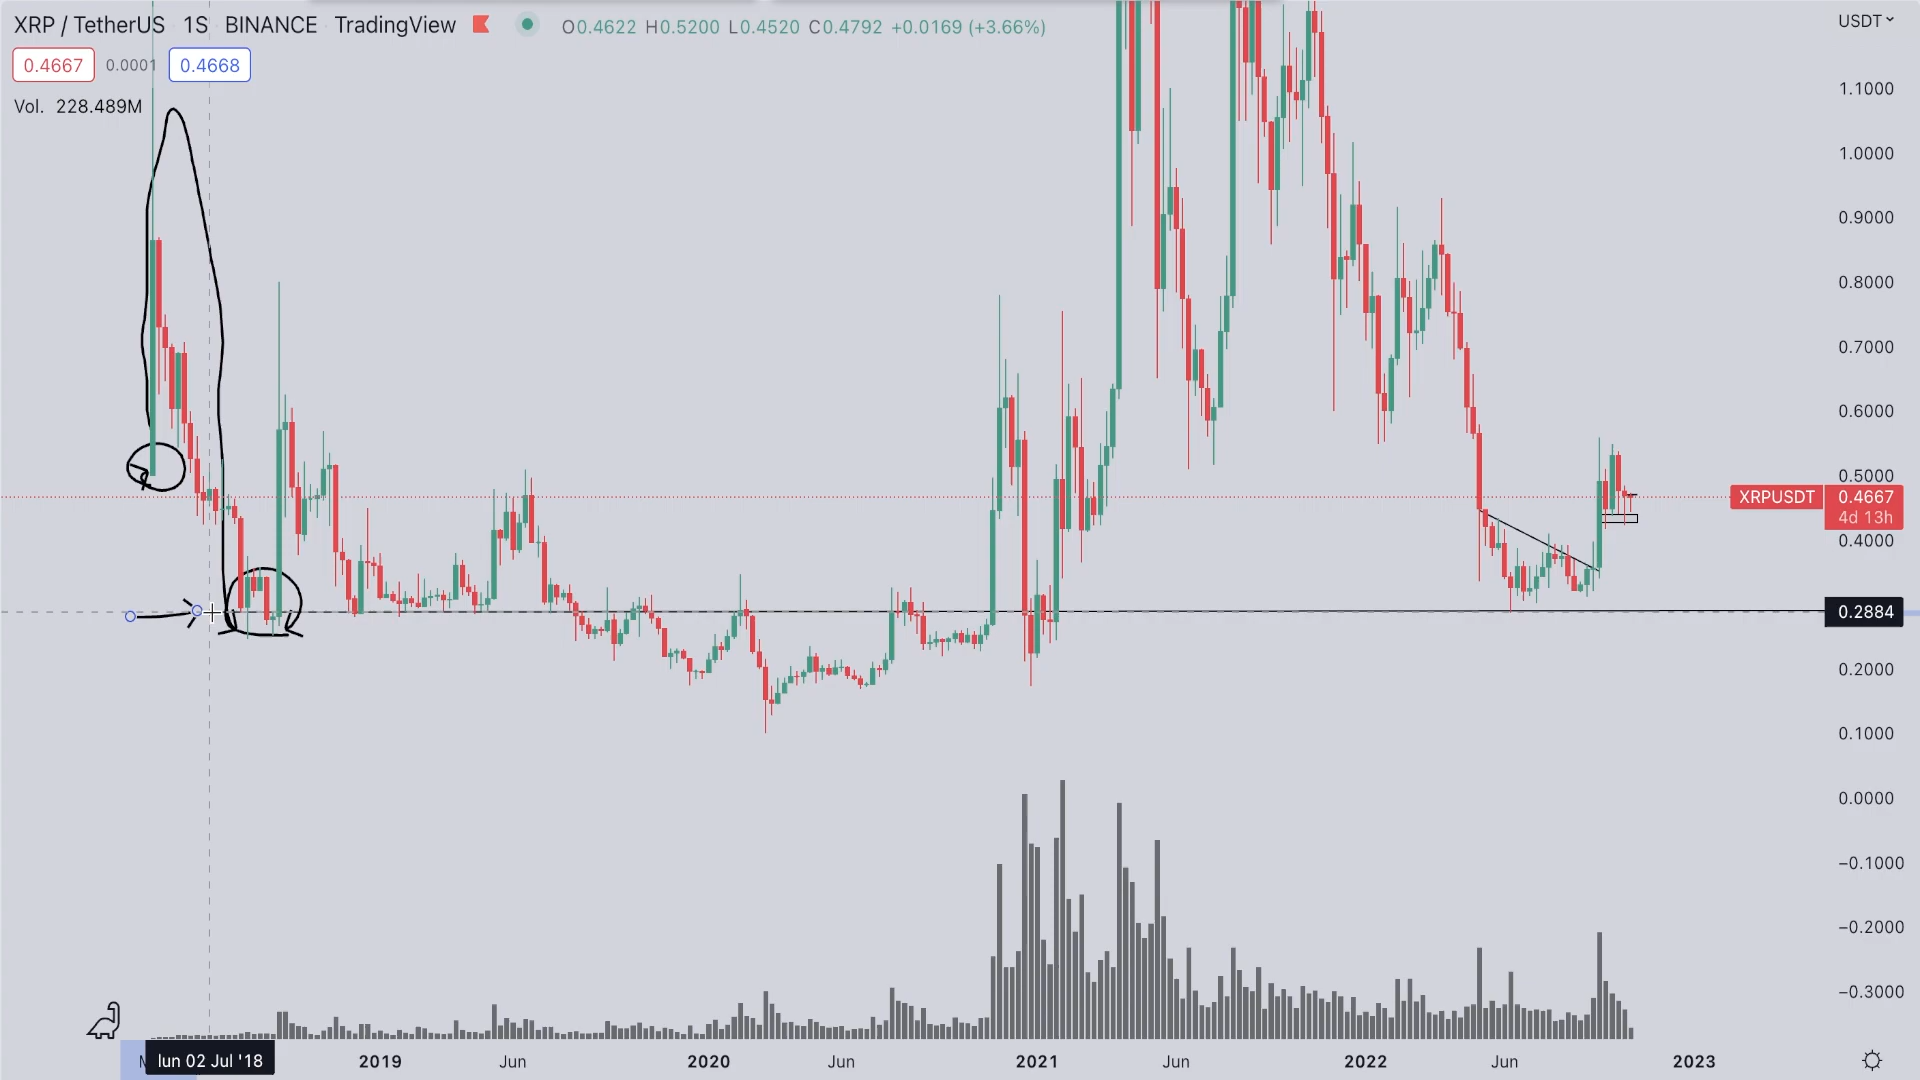 XRP / TetherUS 1S BINANCE TradingView O0.4622 H0.5200 L0.4520 C0.4792 +0.0169 (+3.66%)
USDT
0.4667 0.0001 0.4668
Vol. 228.489M
1.1000
1.0000
0.9000
0.8000
0.7000
0.6000
0.5000
XRPUSDT 0.4667
4d 13h
0.4000
0.2884
0.2000
0.1000
0.0000
−0.1000
−0.2000
−0.3000
lun 02 Jul '18 2019 Jun 2020 Jun 2021 Jun 2022 Jun 2023